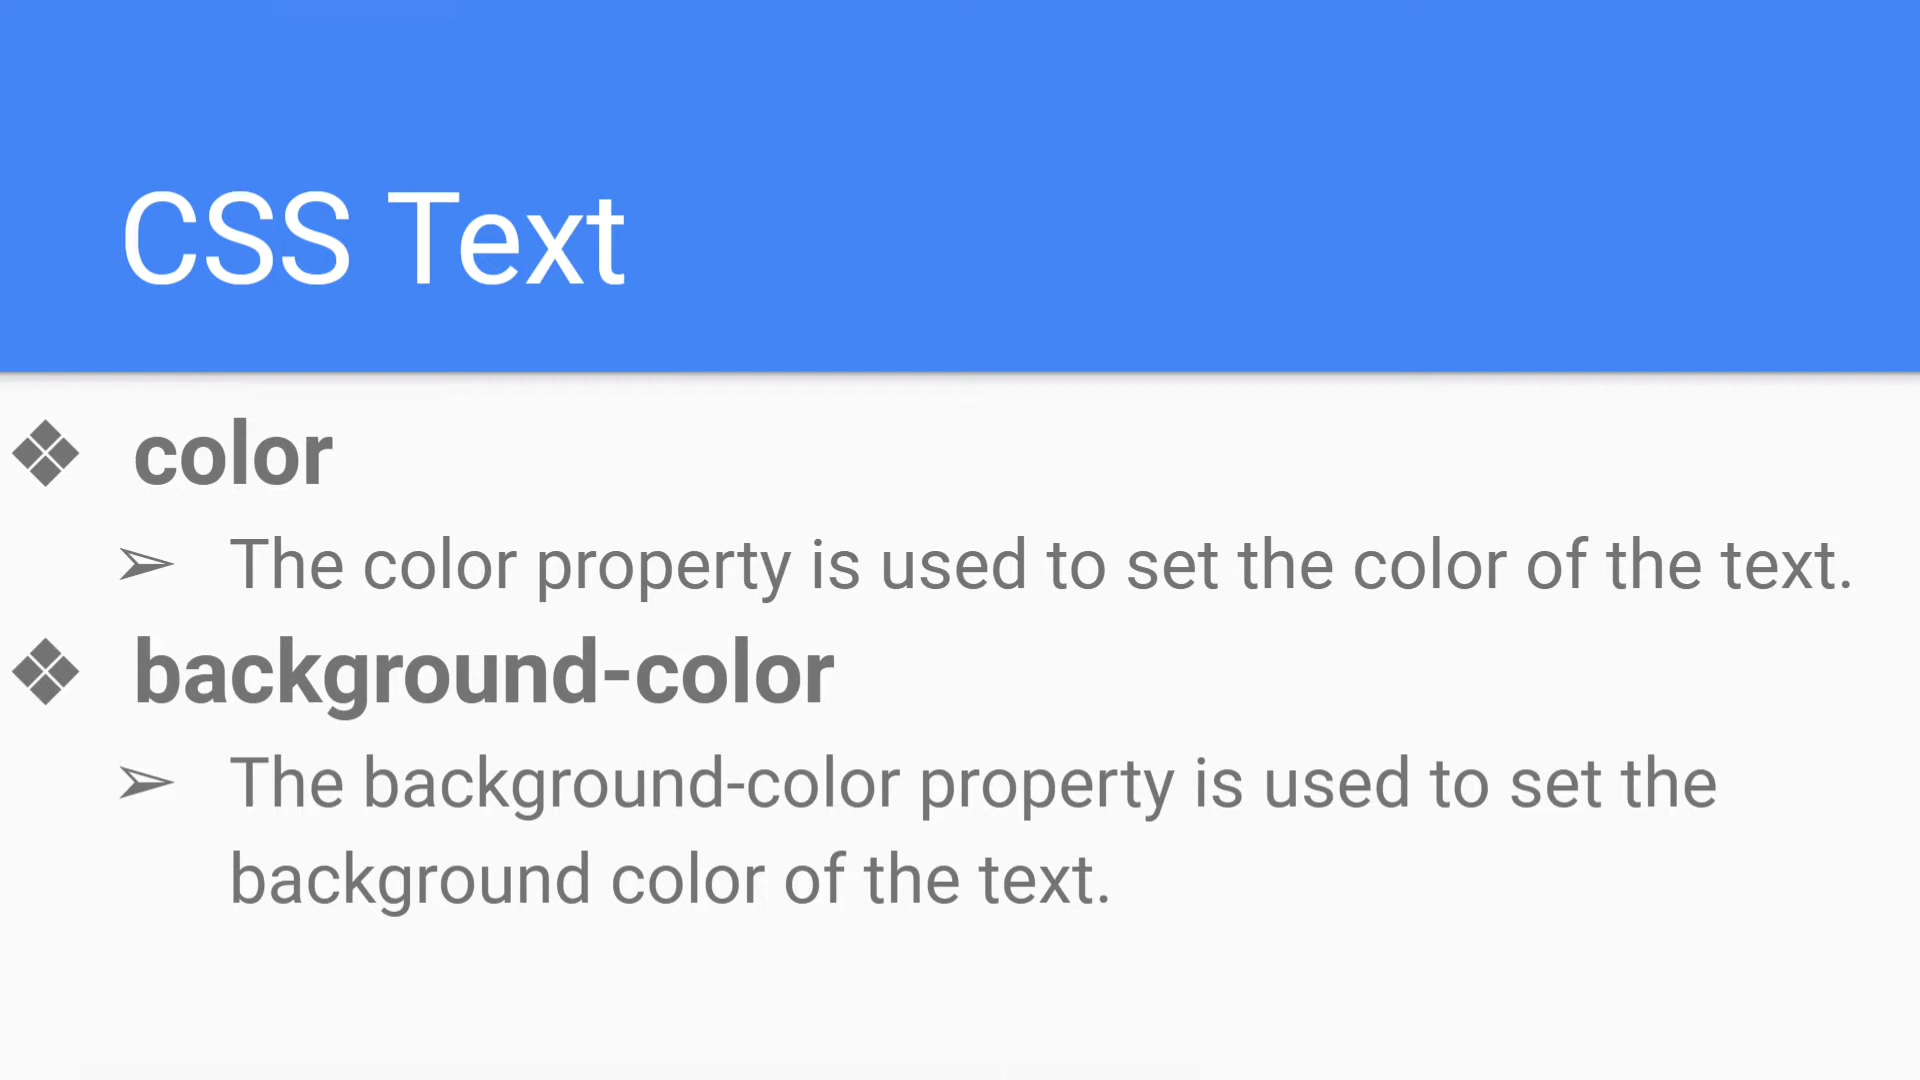 CSS Text
❖ color
➢ The color property is used to set the color of the text.
❖ background-color
➢ The background-color property is used to set the
background color of the text.